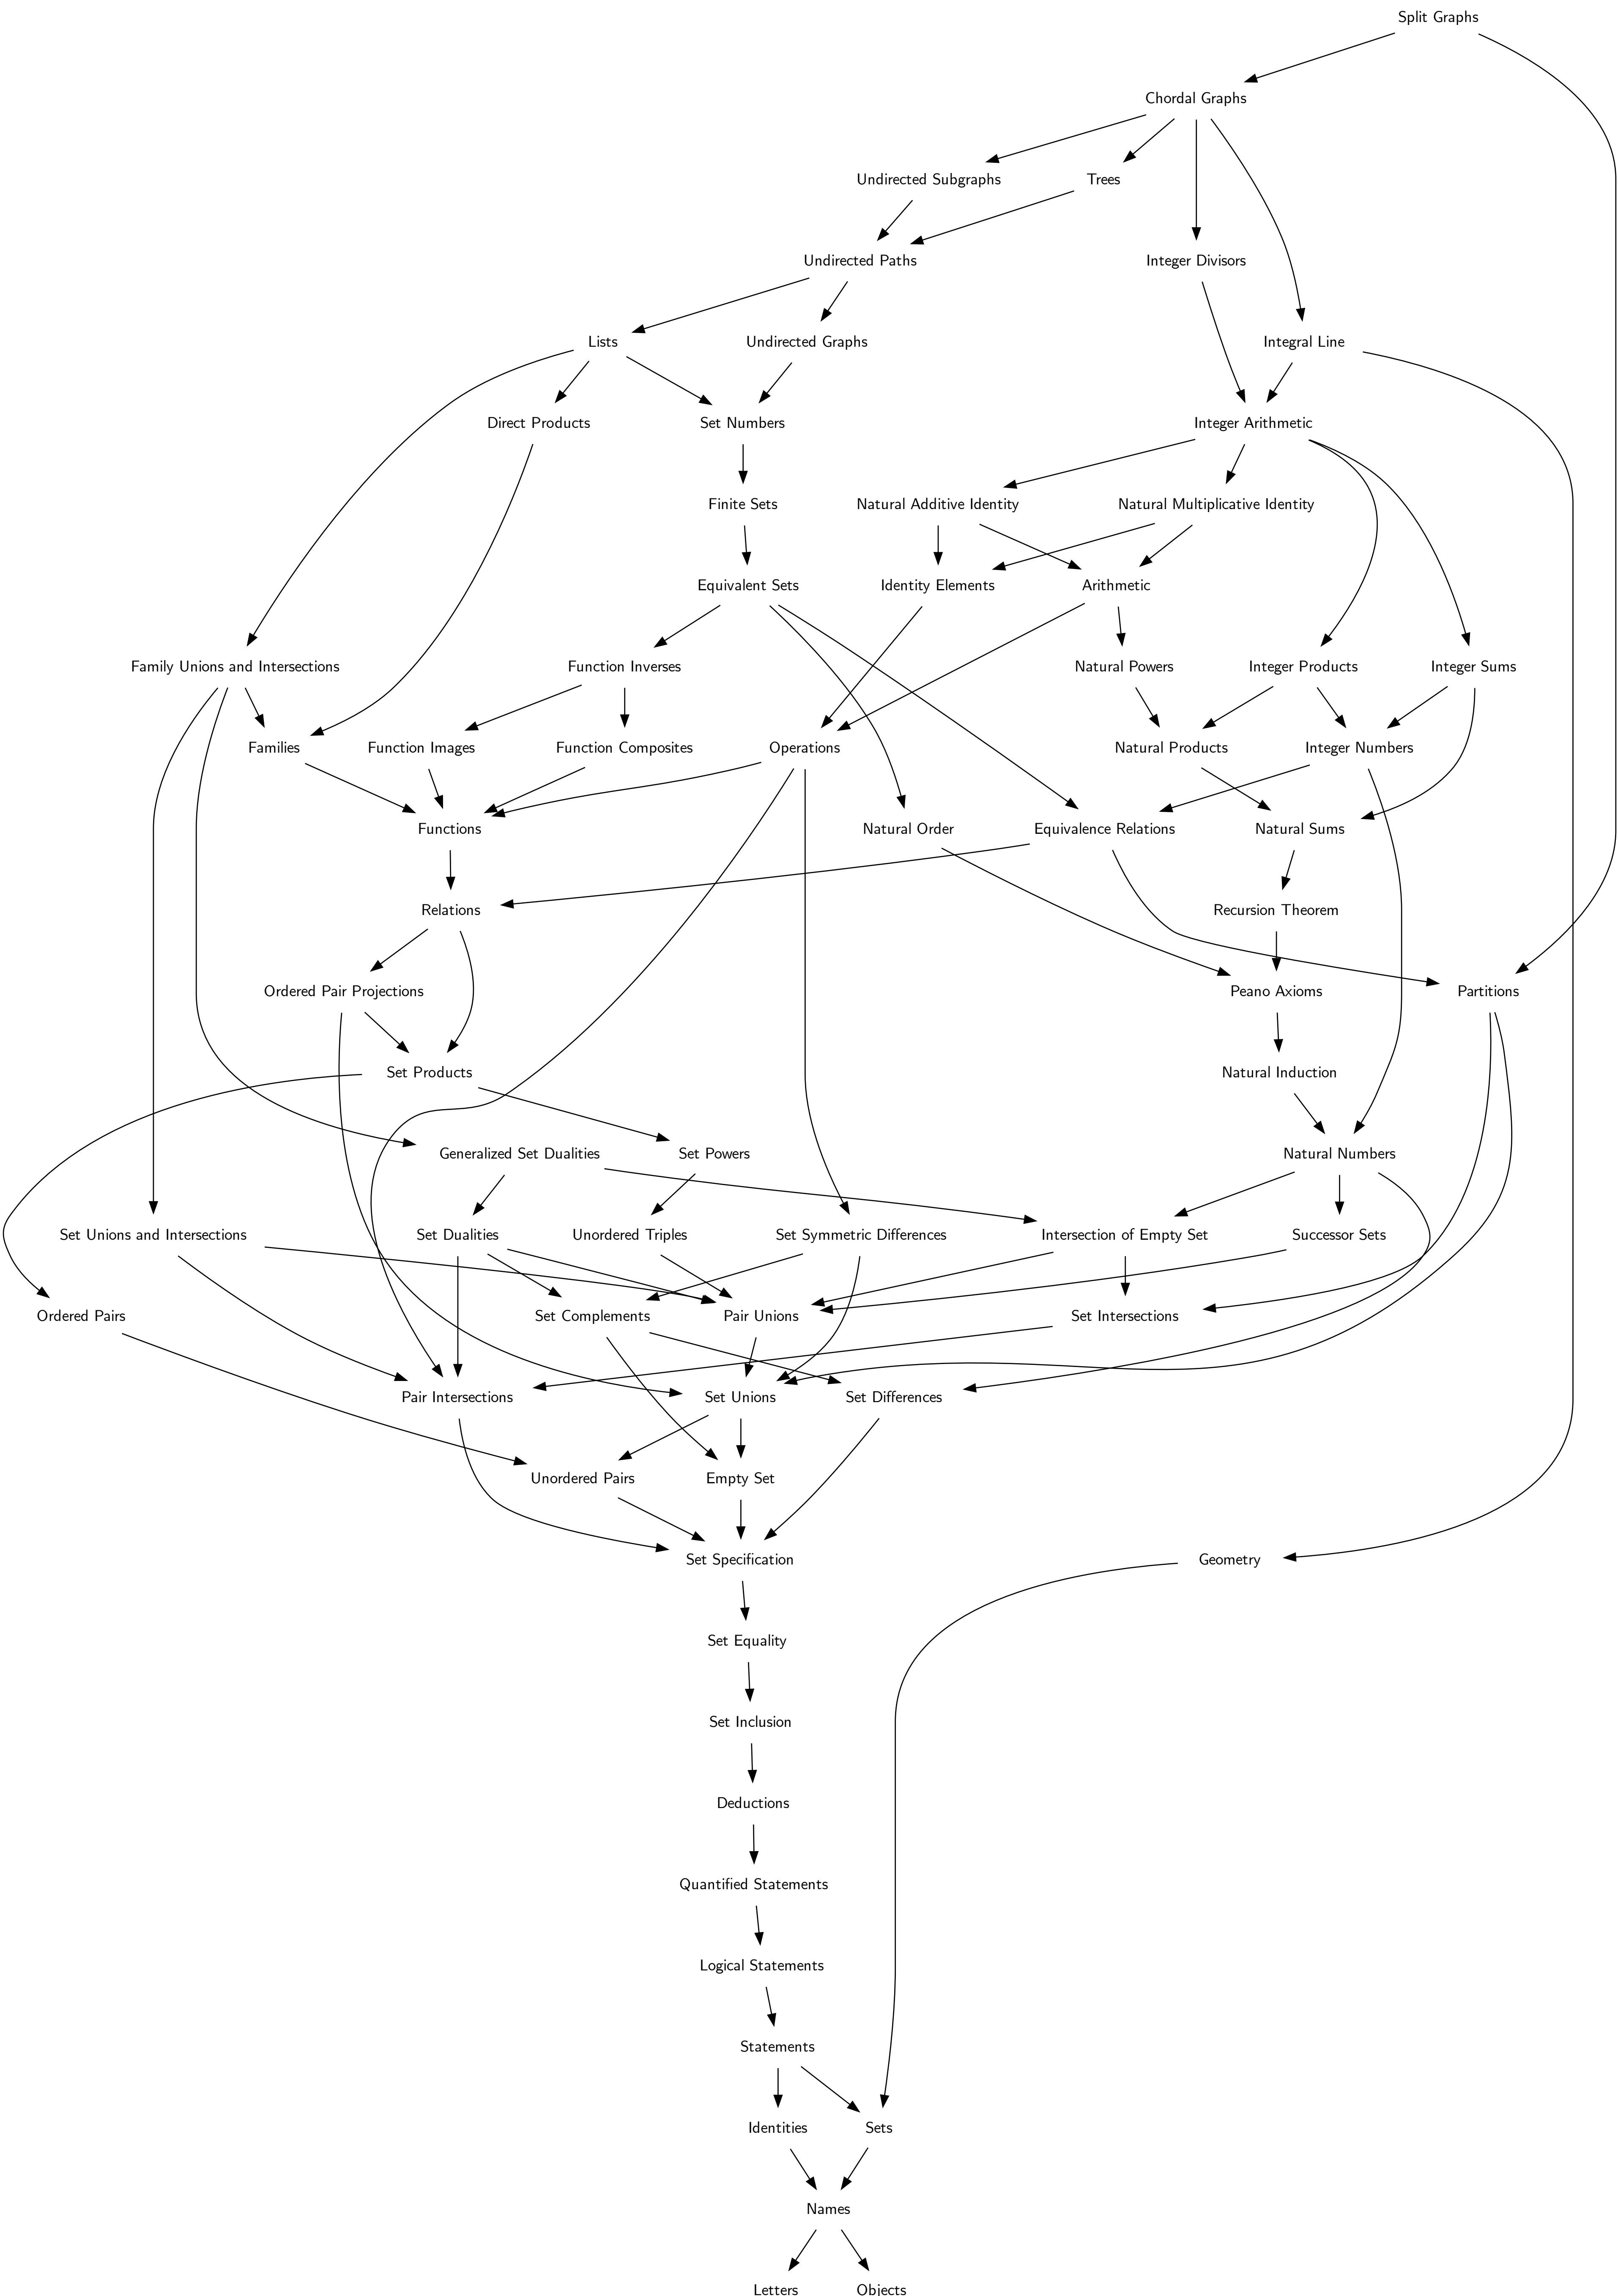 Split Graphs
Chordal Graphs
Undirected Subgraphs
Trees
Undirected Paths
Integer Divisors
Lists
Undirected Graphs
Integral Line
Direct Products
Set Numbers
Integer Arithmetic
Finite Sets
Natural Additive Identity
Natural Multiplicative Identity
Equivalent Sets
Identity Elements
Arithmetic
Family Unions and Intersections
Function Inverses
Natural Powers
Integer Products
Integer Sums
Families
Function Images
Function Composites
Operations
Natural Products
Integer Numbers
Functions
Natural Order
Equivalence Relations
Natural Sums
Relations
Recursion Theorem
Ordered Pair Projections
Peano Axioms
Partitions
Set Products
Natural Induction
Generalized Set Dualities
Set Powers
Natural Numbers
Set Unions and Intersections
Set Dualities
Unordered Triples
Set Symmetric Differences
Intersection of Empty Set
Successor Sets
Ordered Pairs
Set Complements
Pair Unions
Set Intersections
Pair Intersections
Set Unions
Set Differences
Unordered Pairs
Empty Set
Set Specification
Geometry
Set Equality
Set Inclusion
Deductions
Quantified Statements
Logical Statements
Statements
Identities
Sets
Names
Letters
Objects